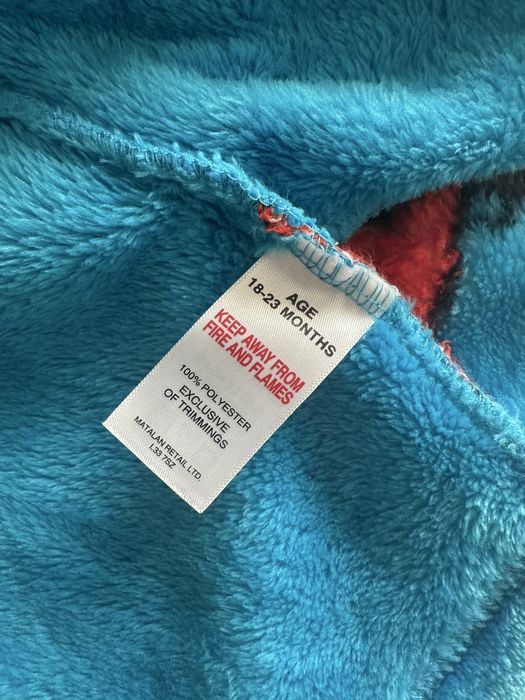 AGE
18-23 MONTHS
KEEP AWAY FROM
FIRE AND FLAMES
100% POLYESTER
EXCLUSIVE
OF TRIMMINGS
MATALAN RETAIL LTD.
L33 7SZ